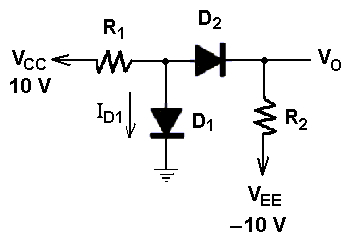 R1 D2
VCC
10 V
VO
ID1 D1
R2
VEE
–10 V